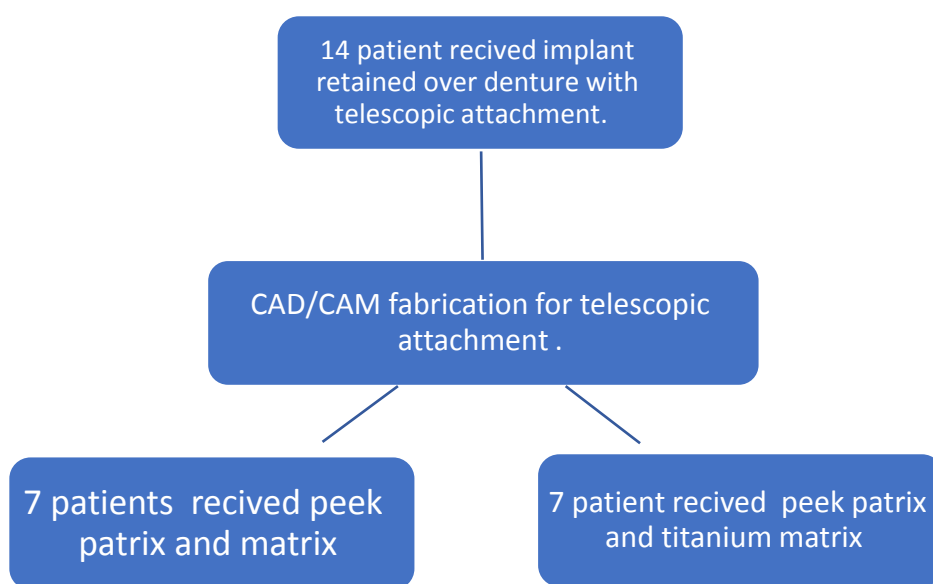 14 patient recived implant
retained over denture with
telescopic attachment.
CAD/CAM fabrication for telescopic
attachment .
7 patients recived peek
patrix and matrix
7 patient recived peek patrix
and titanium matrix